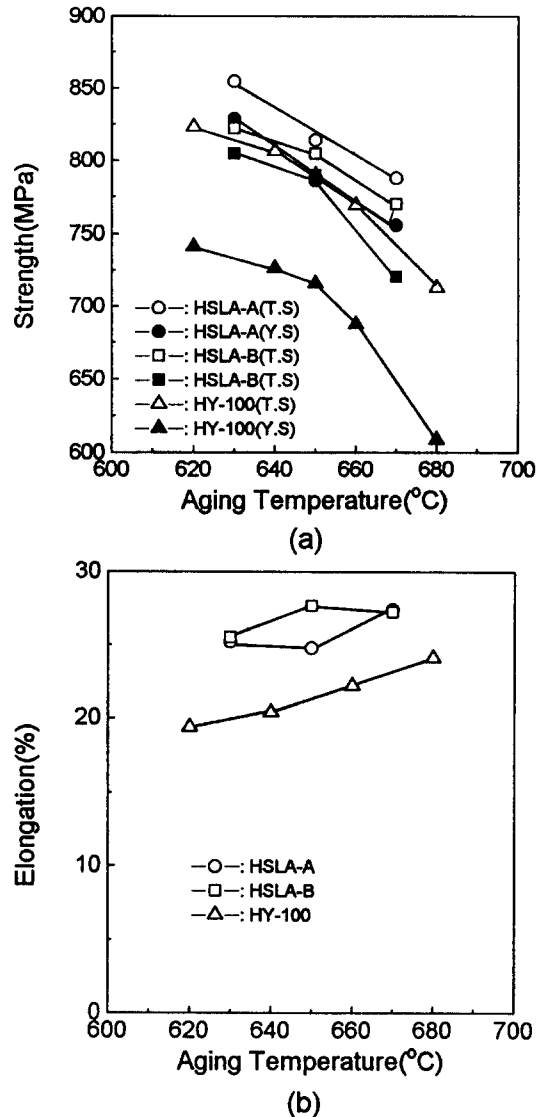 900
850
800
750
700
650
600
Strength(MPa)
—○—: HSLA-A(T.S)
—●—: HSLA-A(Y.S)
—□—: HSLA-B(T.S)
—■—: HSLA-B(T.S)
—△—: HY-100(T.S)
—▲—: HY-100(Y.S)
600 620 640 660 680 700
Aging Temperature(°C)
(a)
30
20
10
0
Elongation(%)
—○—: HSLA-A
—□—: HSLA-B
—△—: HY-100
600 620 640 660 680 700
Aging Temperature(°C)
(b)